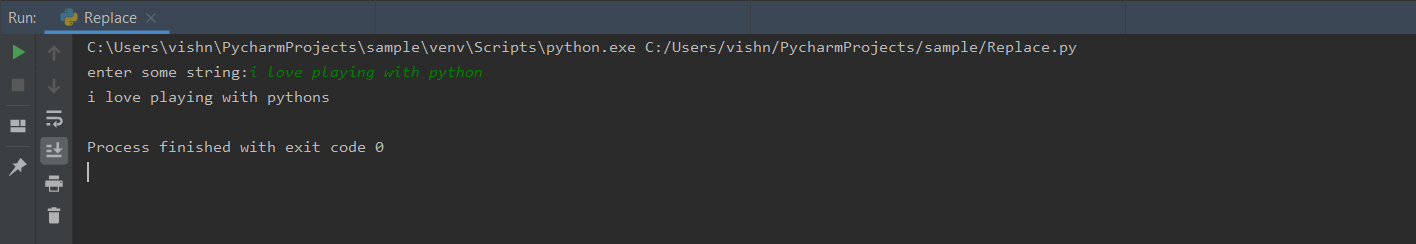 Run: Replace
C:\Users\vishn\PycharmProjects\sample\venv\Scripts\python.exe C:/Users/vishn/PycharmProjects/sample/Replace.py
enter some string:i love playing with python
i love playing with pythons
Process finished with exit code 0